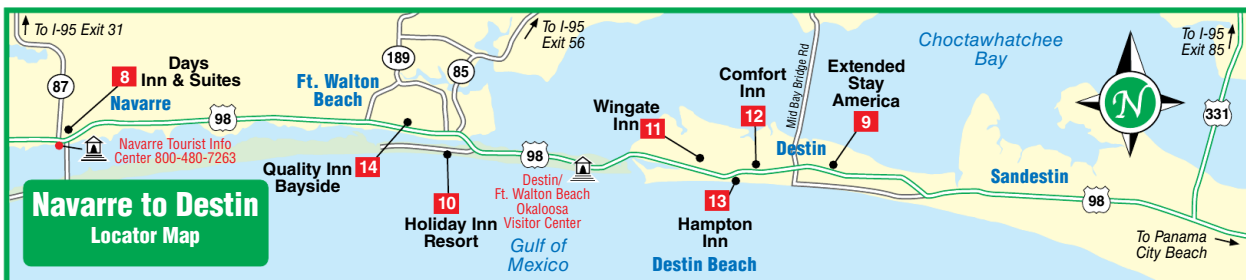 To I-95 Exit 31
To I-95
Exit 56
To I-95
Exit 85
Choctawhatchee
Bay
8
Days
Inn & Suites
87
Navarre
98
Navarre Tourist Info
Center 800-480-7263
Ft. Walton
Beach
189
85
Quality Inn
Bayside
14
10
Holiday Inn
Resort
98
Destin/
Ft. Walton Beach
Okaloosa
Visitor Center
Gulf of
Mexico
Wingate
Inn
11
Comfort
Inn
12
Mid Bay Bridge Rd
Extended
Stay
America
9
Destin
13
Hampton
Inn
Destin Beach
Sandestin
98
331
N
To Panama
City Beach
Navarre to Destin
Locator Map